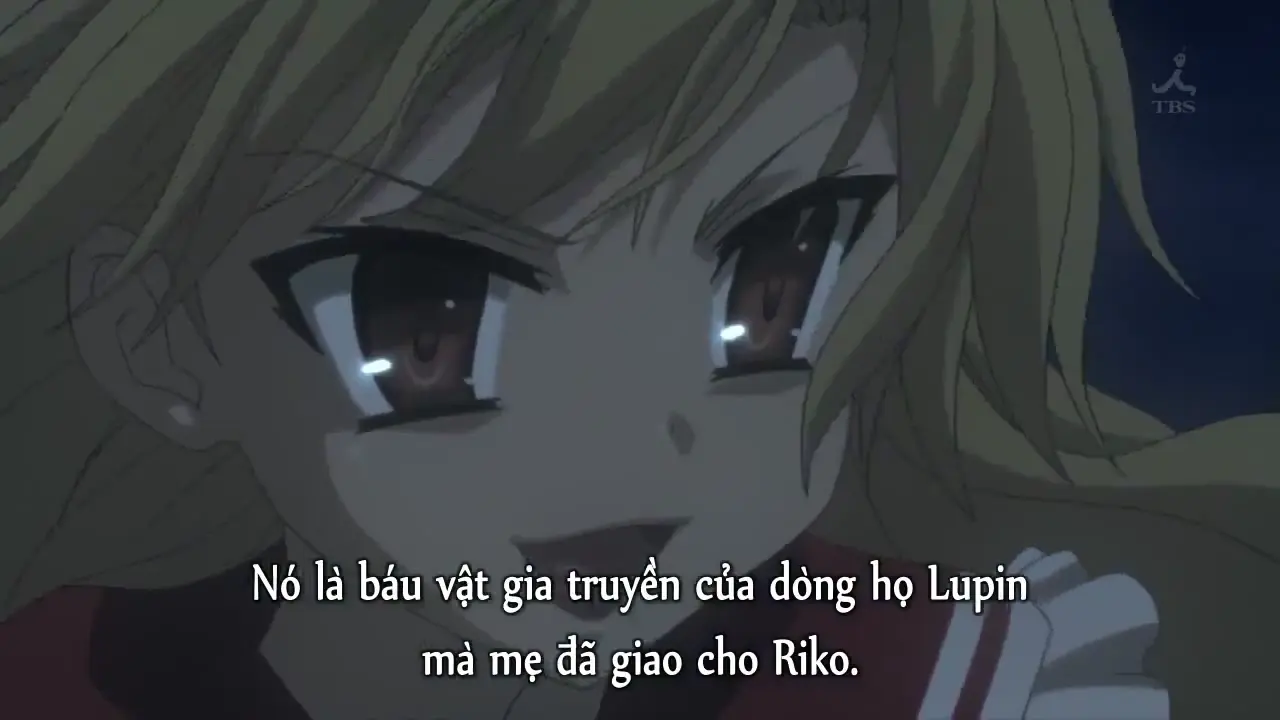 TBS
Nó là báu vật gia truyền của dòng họ Lupin
mà mẹ đã giao cho Riko.